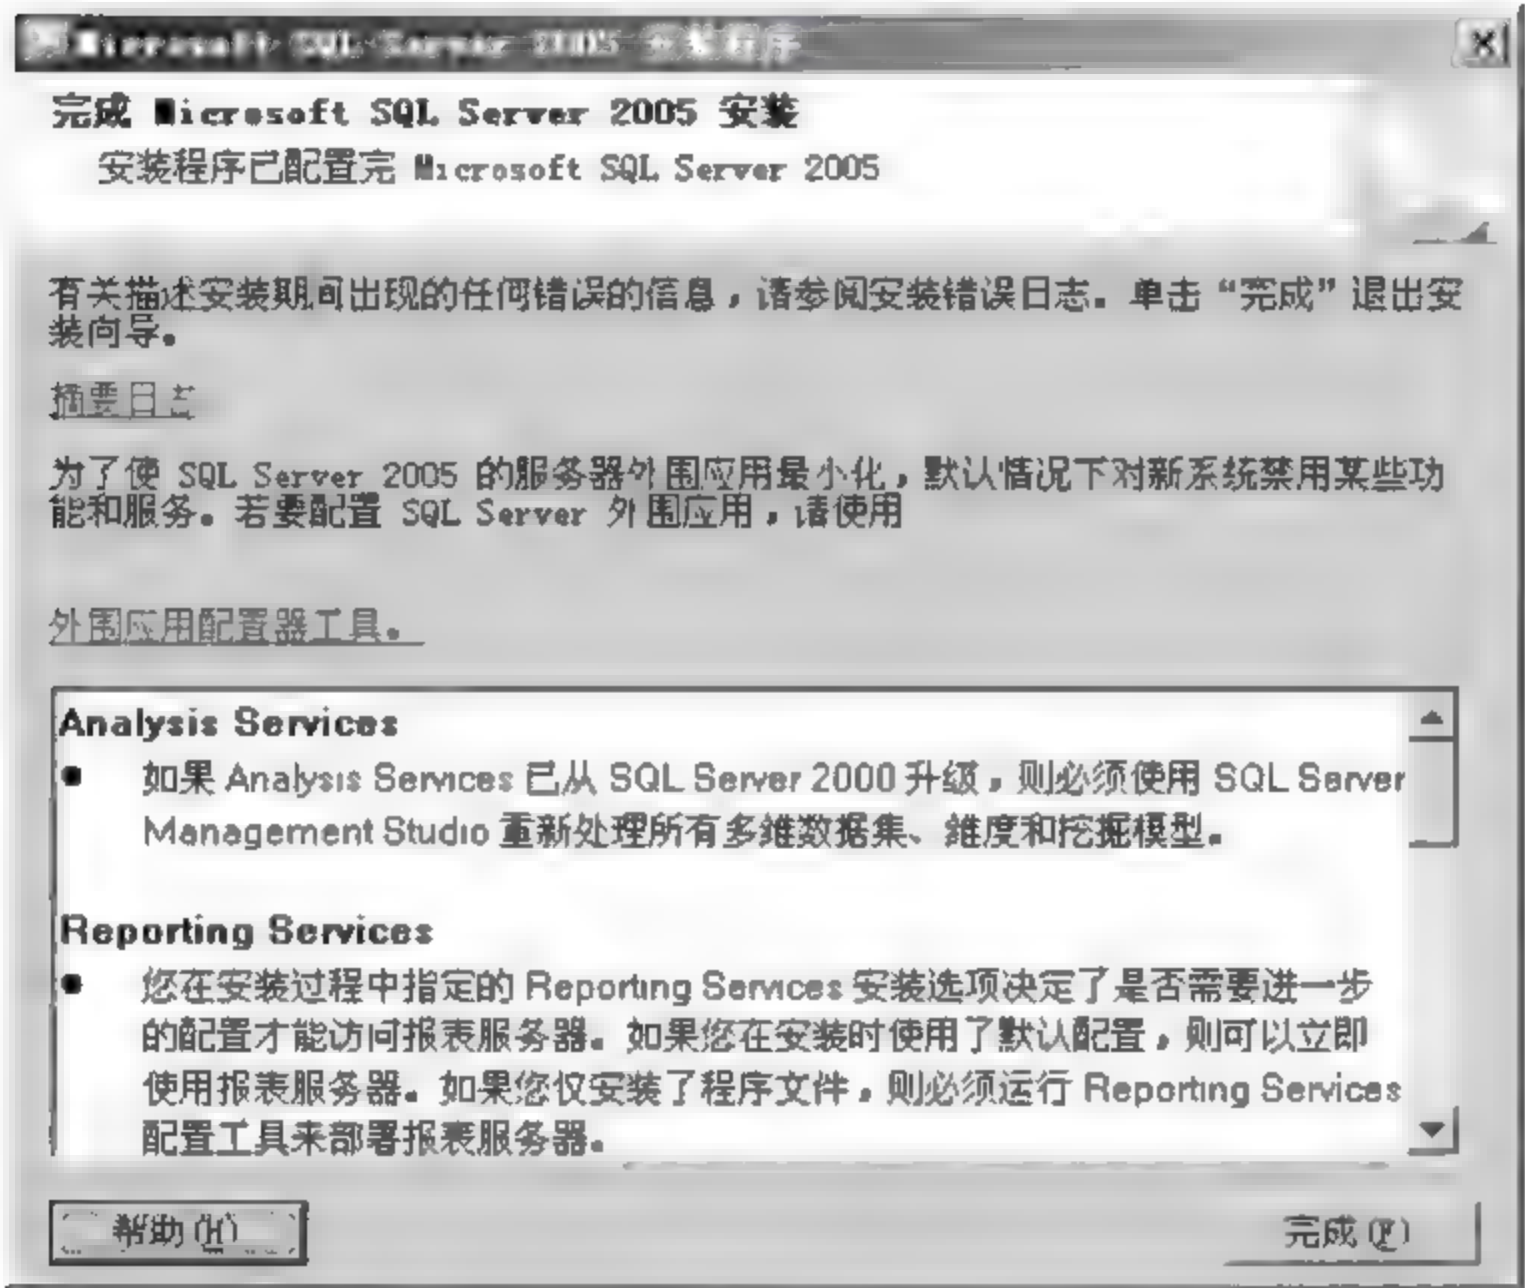 Microsoft SQL Server 2005 安装程序
完成 Microsoft SQL Server 2005 安装
安装程序已配置完 Microsoft SQL Server 2005
有关描述安装期间出现的任何错误的信息，请参阅安装错误日志。单击“完成”退出安
装向导。
摘要日志
为了使 SQL Server 2005 的服务器外围应用最小化，默认情况下对新系统禁用某些功
能和服务。若要配置 SQL Server 外围应用，请使用
外围应用配置器工具。
Analysis Services
● 如果 Analysis Services 已从 SQL Server 2000 升级，则必须使用 SQL Server
Management Studio 重新处理所有多维数据集、维度和挖掘模型。
Reporting Services
● 您在安装过程中指定的 Reporting Services 安装选项决定了是否需要进一步
的配置才能访问报表服务器。如果您在安装时使用了默认配置，则可以立即
使用报表服务器。如果您仅安装了程序文件，则必须运行 Reporting Services
配置工具来部署报表服务器。
帮助(H)
完成(F)